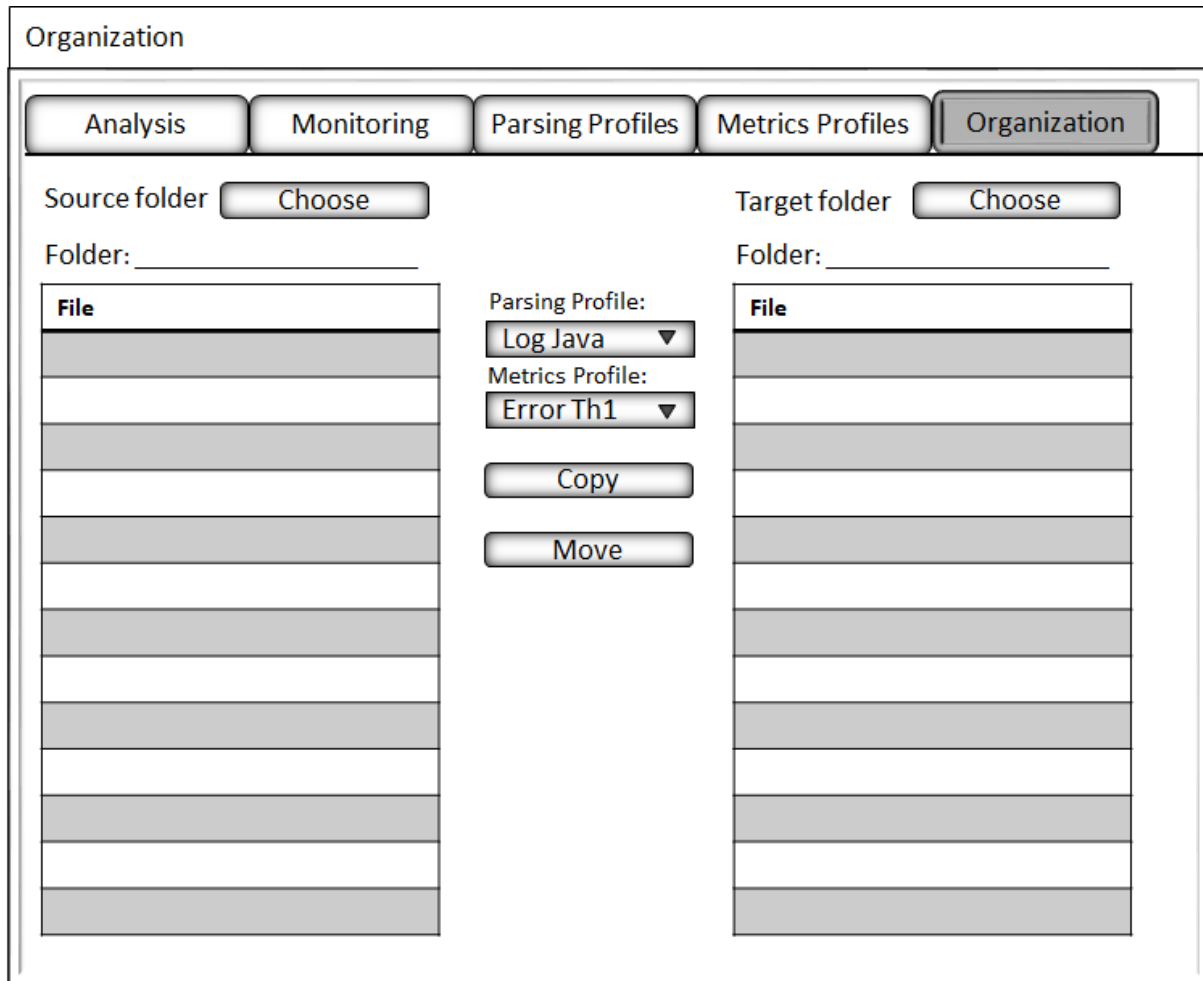 Organization
Analysis Monitoring Parsing Profiles Metrics Profiles Organization
Source folder Choose
Target folder Choose
Folder:
Folder:
File
Parsing Profile:
Log Java
Metrics Profile:
Error Th1
Copy
Move
File